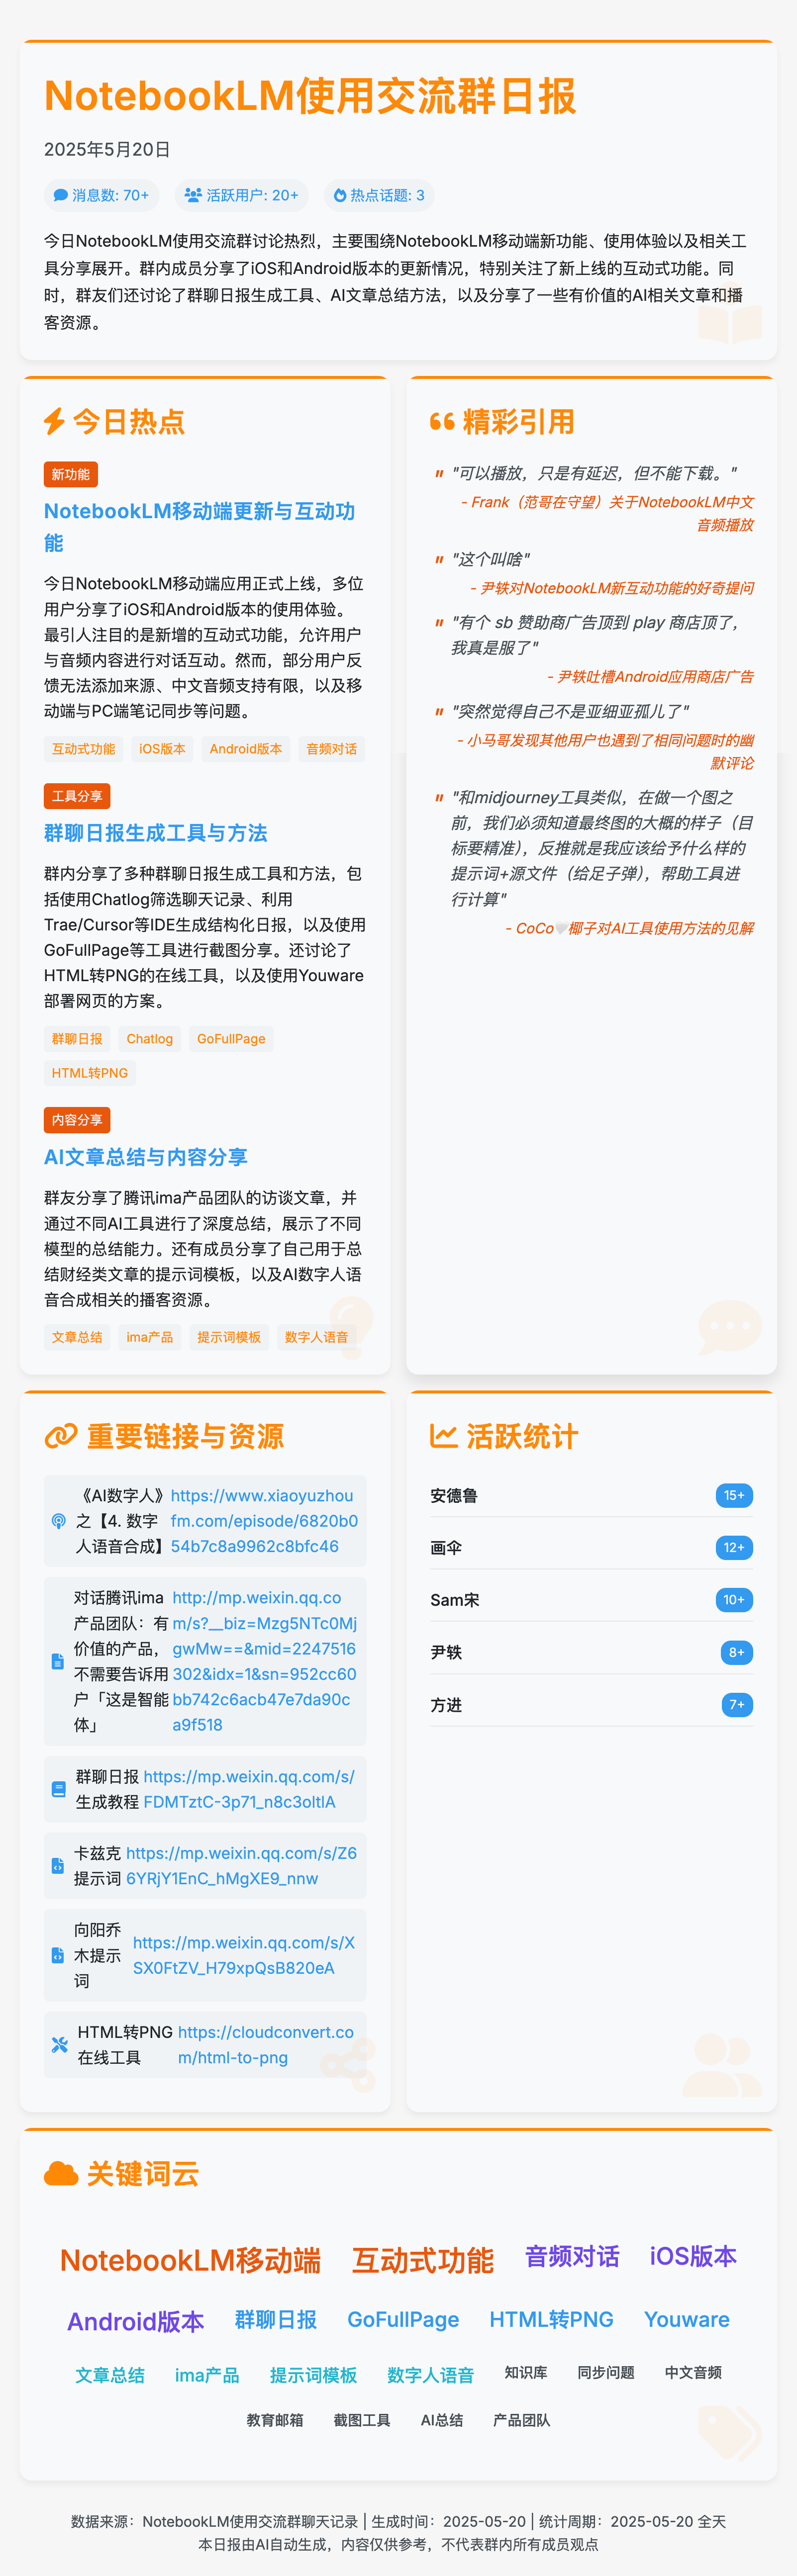 NotebookLM使用交流群日报
2025年5月20日
消息数: 70+
活跃用户: 20+
热点话题: 3
今日NotebookLM使用交流群讨论热烈，主要围绕NotebookLM移动端新功能、使用体验以及相关工
具分享展开。群内成员分享了iOS和Android版本的更新情况，特别关注了新上线的互动式功能。同
时，群友们还讨论了群聊日报生成工具、AI文章总结方法，以及分享了一些有价值的AI相关文章和播
客资源。
今日热点
新功能
NotebookLM移动端更新与互动功
能
今日NotebookLM移动端应用正式上线，多位
用户分享了iOS和Android版本的使用体验。
最引人注目的是新增的互动式功能，允许用户
与音频内容进行对话互动。然而，部分用户反
馈无法添加来源、中文音频支持有限，以及移
动端与PC端笔记同步等问题。
互动式功能 iOS版本 Android版本 音频对话
工具分享
群聊日报生成工具与方法
群内分享了多种群聊日报生成工具和方法，包
括使用Chatlog筛选聊天记录、利用
Trae/Cursor等IDE生成结构化日报，以及使用
GoFullPage等工具进行截图分享。还讨论了
HTML转PNG的在线工具，以及使用Youware
部署网页的方案。
群聊日报 Chatlog GoFullPage
HTML转PNG
内容分享
AI文章总结与内容分享
群友分享了腾讯ima产品团队的访谈文章，并
通过不同AI工具进行了深度总结，展示了不同
模型的总结能力。还有成员分享了自己用于总
结财经类文章的提示词模板，以及AI数字人语
音合成相关的播客资源。
文章总结 ima产品 提示词模板 数字人语音
精彩引用
" "可以播放，只是有延迟，但不能下载。"
- Frank（范哥在守望）关于NotebookLM中文
音频播放
" "这个叫啥"
- 尹轶对NotebookLM新互动功能的好奇提问
" "有个 sb 赞助商广告顶到 play 商店顶了，
我真是服了"
- 尹轶吐槽Android应用商店广告
" "突然觉得自己不是亚细亚孤儿了"
- 小马哥发现其他用户也遇到了相同问题时的幽
默评论
" "和midjourney工具类似，在做一个图之
前，我们必须知道最终图的大概的样子（目
标要精准），反推就是我应该给予什么样的
提示词+源文件（给足子弹），帮助工具进
行计算"
- CoCo🤍椰子对AI工具使用方法的见解
重要链接与资源
《AI数字人》
之【4. 数字
人语音合成】
https://www.xiaoyuzhou
fm.com/episode/6820b0
54b7c8a9962c8bfc46
对话腾讯ima
产品团队：有
价值的产品，
不需要告诉用
户「这是智能
体」
http://mp.weixin.qq.co
m/s?__biz=Mzg5NTc0Mj
gwMw==&mid=2247516
302&idx=1&sn=952cc60
bb742c6acb47e7da90c
a9f518
群聊日报
生成教程
https://mp.weixin.qq.com/s/
FDMTztC-3p71_n8c3oltlA
卡兹克
提示词
https://mp.weixin.qq.com/s/Z6
6YRjY1EnC_hMgXE9_nnw
向阳乔
木提示
词
https://mp.weixin.qq.com/s/X
SX0FtZV_H79xpQsB820eA
HTML转PNG
在线工具
https://cloudconvert.co
m/html-to-png
活跃统计
安德鲁 15+
画伞 12+
Sam宋 10+
尹轶 8+
方进 7+
关键词云
NotebookLM移动端 互动式功能 音频对话 iOS版本
Android版本 群聊日报 GoFullPage HTML转PNG Youware
文章总结 ima产品 提示词模板 数字人语音 知识库 同步问题 中文音频
教育邮箱 截图工具 AI总结 产品团队
数据来源：NotebookLM使用交流群聊天记录 | 生成时间：2025-05-20 | 统计周期：2025-05-20 全天
本日报由AI自动生成，内容仅供参考，不代表群内所有成员观点